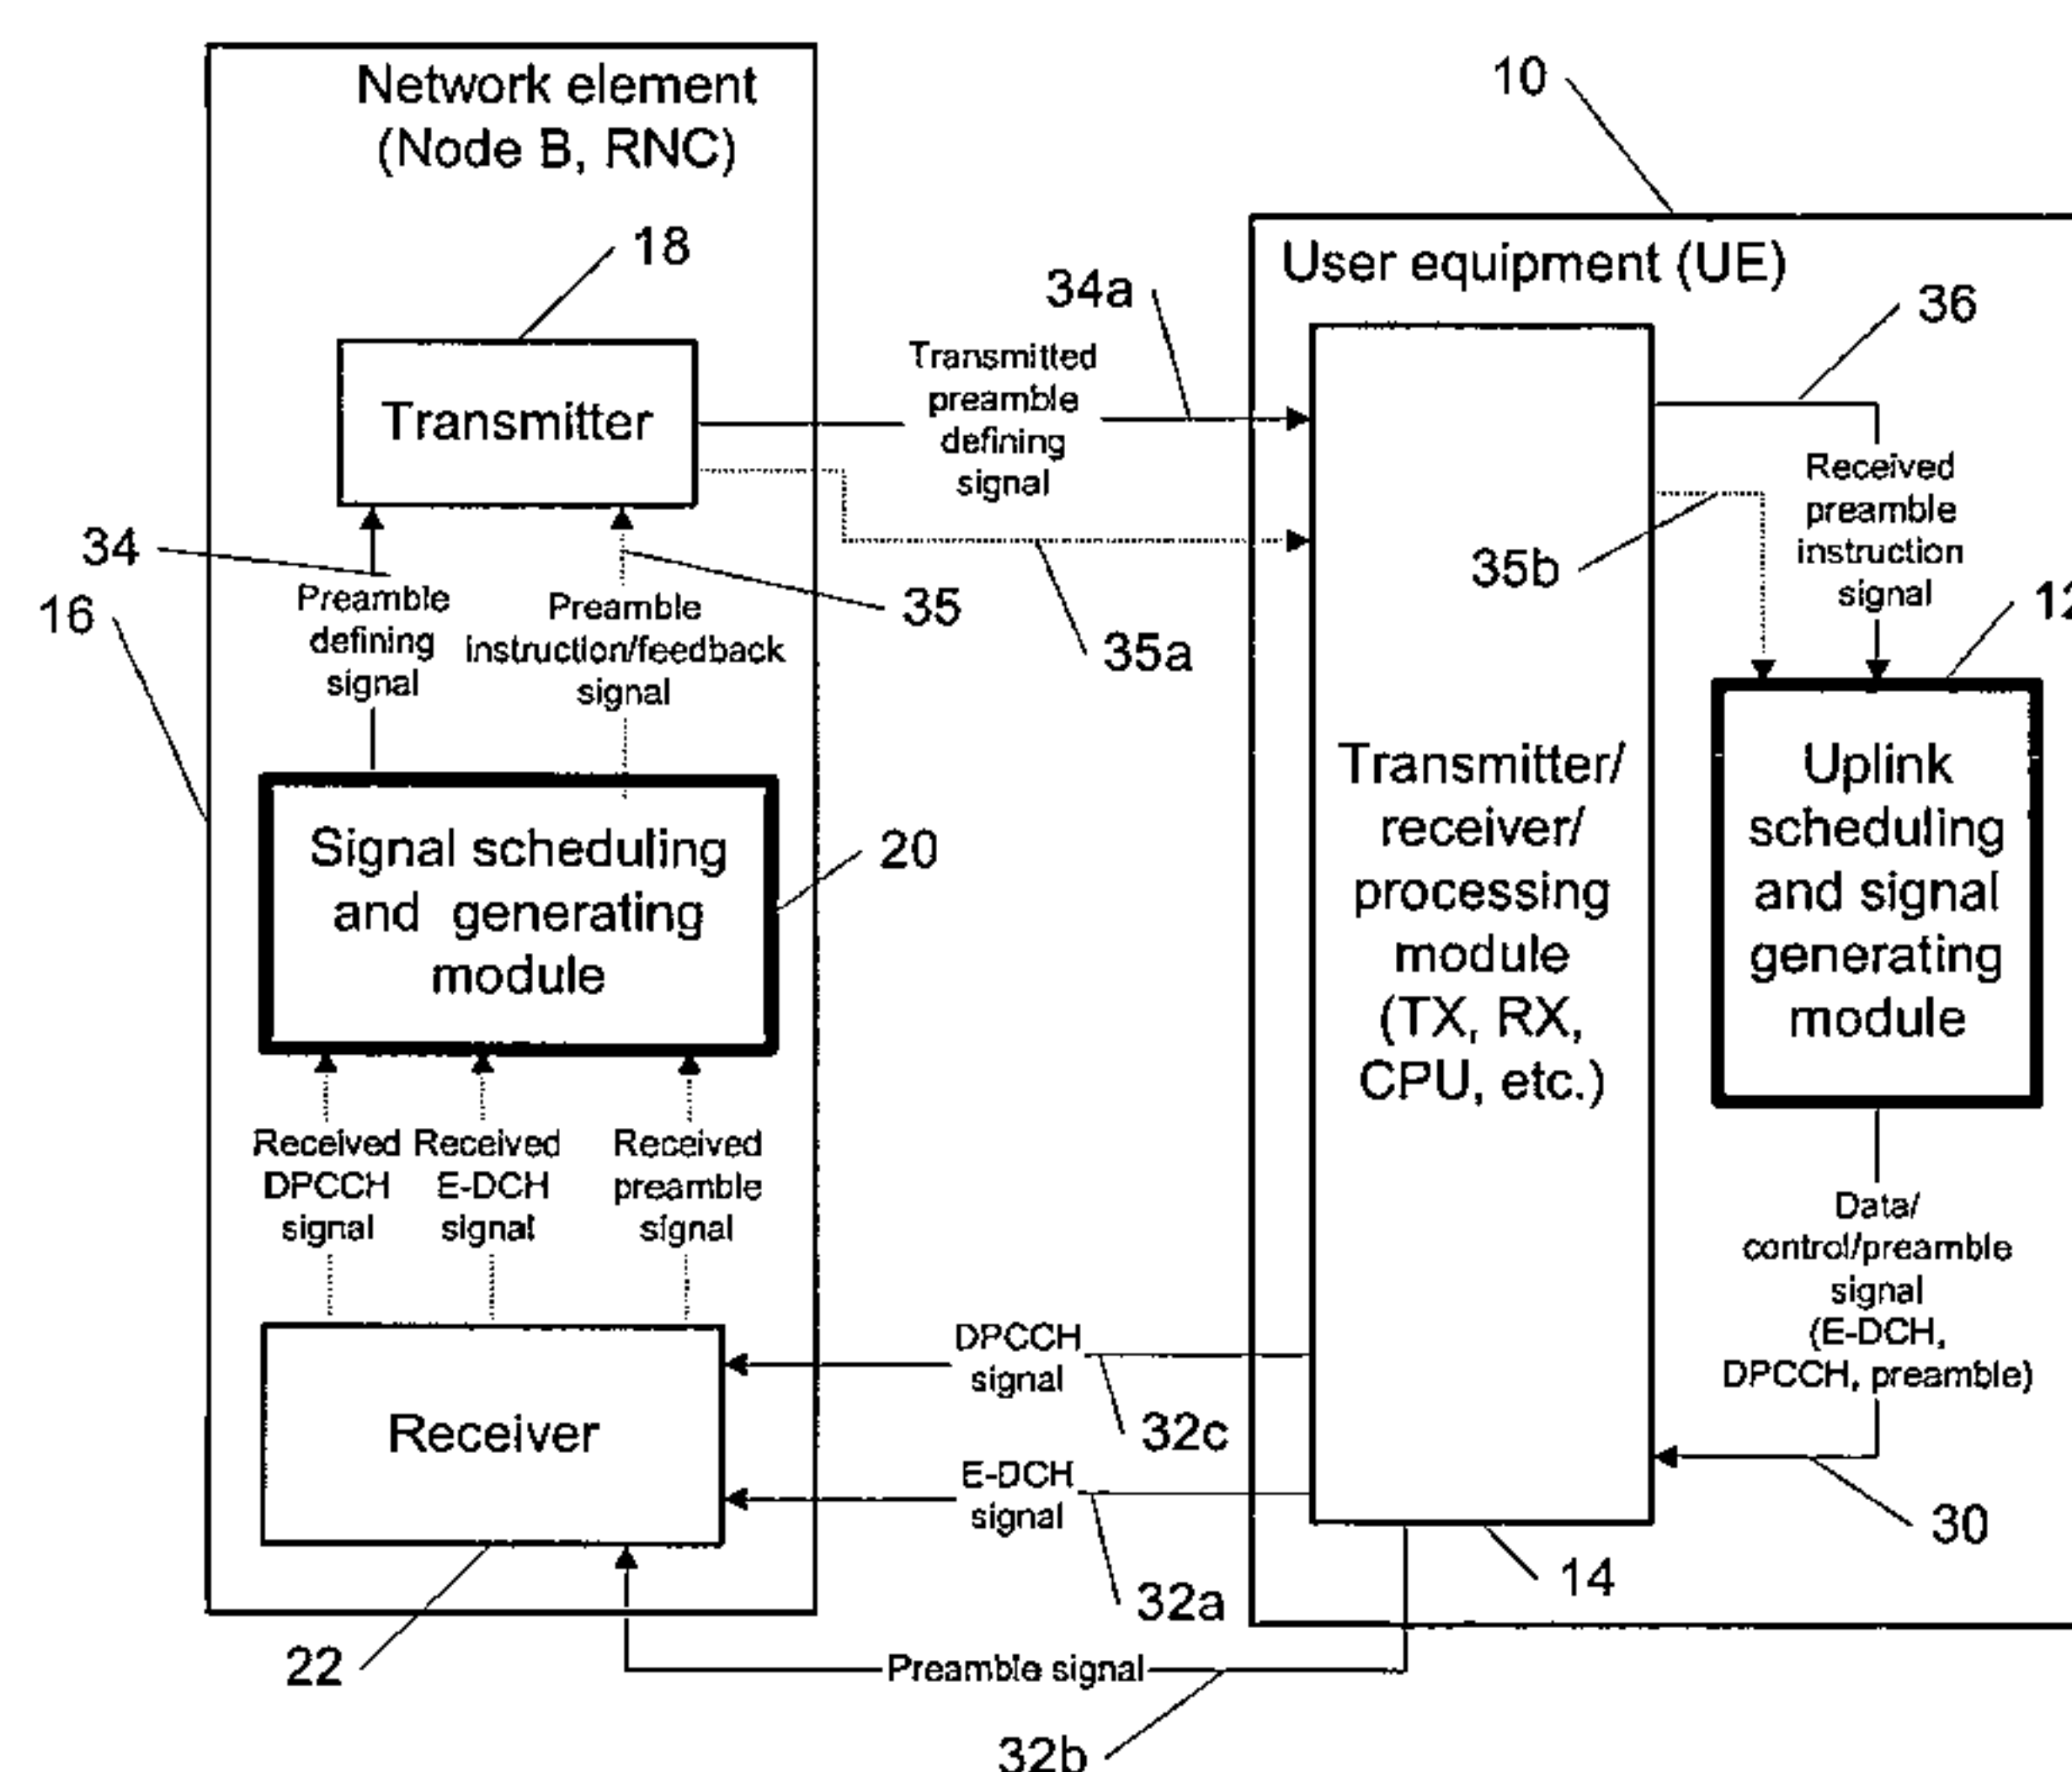 Network element
(Node B, RNC)
10
18
User equipment (UE)
34a
36
Transmitted
preamble
defining
signal
Transmitter
Received
preamble
instruction
signal
34
35b
16
Preamble
defining
signal
Preamble
instruction/feedback
signal
35
35a
12
Transmitter/
receiver/
processing
module
(TX, RX,
CPU, etc.)
Uplink
scheduling
and signal
generating
module
Signal scheduling
and generating
module
20
Received
DPCCH
signal
Received
E-DCH
signal
Received
preamble
signal
Data/
control/preamble
signal
(E-DCH,
DPCCH, preamble)
DPCCH
signal
32c
Receiver
E-DCH
signal
30
14
32a
22
Preamble signal
32b